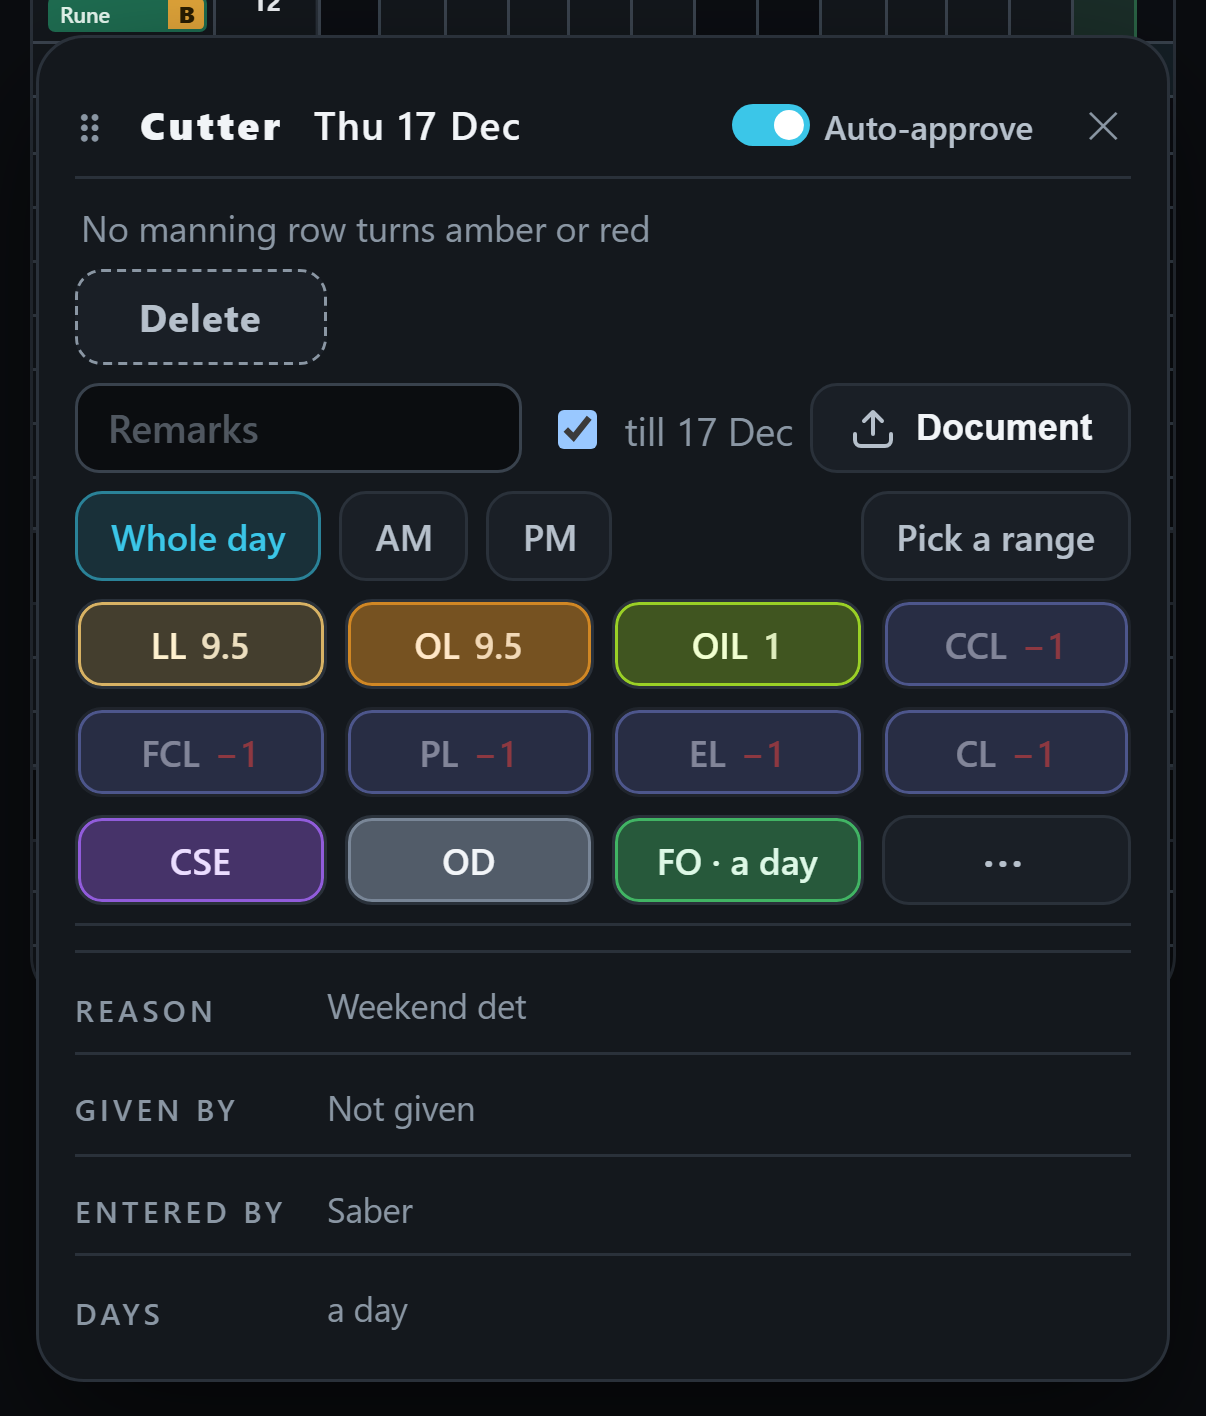 Rune B 12
Cutter Thu 17 Dec Auto-approve
No manning row turns amber or red
Delete
Remarks till 17 Dec Document
Whole day AM PM Pick a range
LL 9.5 OL 9.5 OIL 1 CCL −1
FCL −1 PL −1 EL −1 CL −1
CSE OD FO · a day ···
REASON Weekend det
GIVEN BY Not given
ENTERED BY Saber
DAYS a day